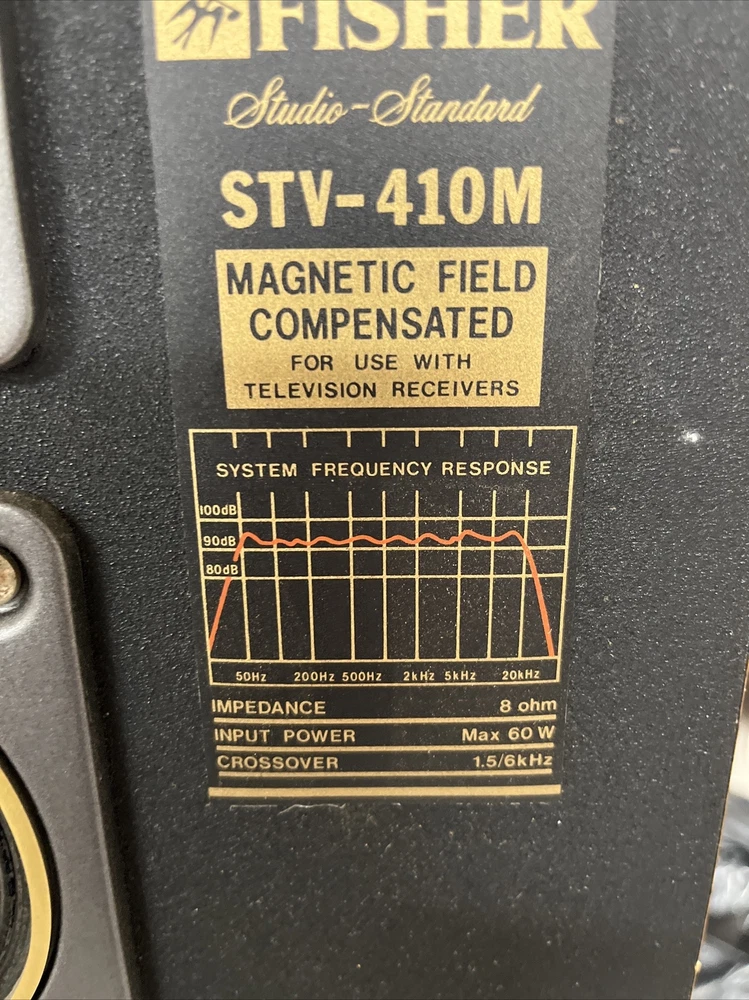 FISHER
Studio-Standard
STV-410M
MAGNETIC FIELD
COMPENSATED
FOR USE WITH
TELEVISION RECEIVERS
SYSTEM FREQUENCY RESPONSE
100dB
90dB
80dB
50Hz 200Hz 500Hz 2kHz 5kHz 20kHz
IMPEDANCE 8 ohm
INPUT POWER Max 60 W
CROSSOVER 1.5/6kHz